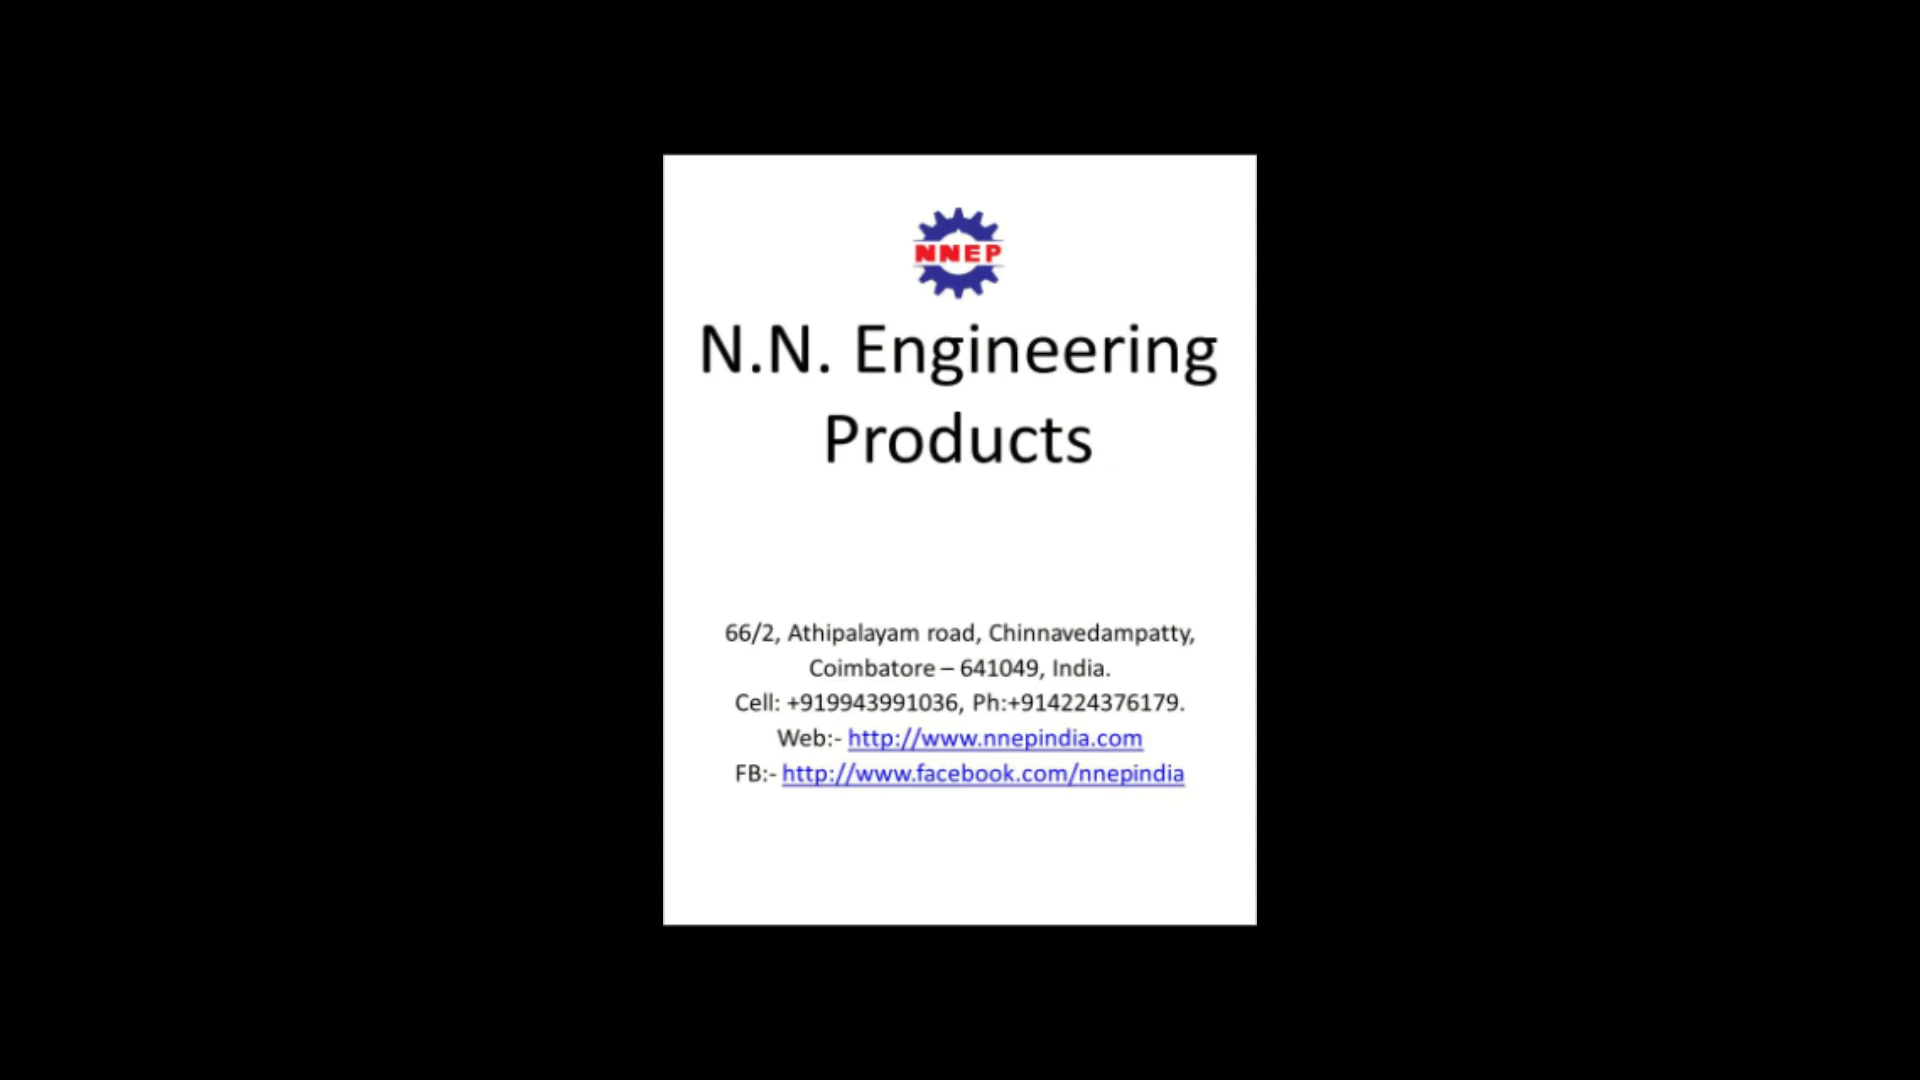 NNEP
N.N. Engineering
Products
66/2, Athipalayam road, Chinnavedampatty,
Coimbatore – 641049, India.
Cell: +919943991036, Ph:+914224376179.
Web:- http://www.nnepindia.com
FB:- http://www.facebook.com/nnepindia